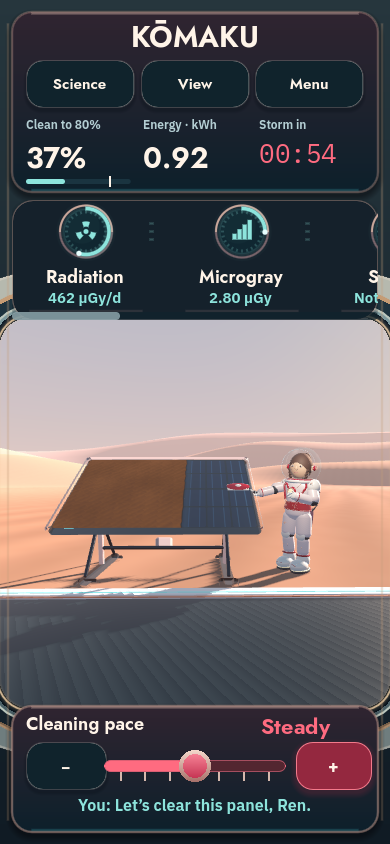 KŌMAKU
Science View Menu
Clean to 80% Energy · kWh Storm in
37% 0.92 00:54
Radiation Microgray S
462 μGy/d 2.80 μGy Not
Cleaning pace Steady
– +
You: Let’s clear this panel, Ren.